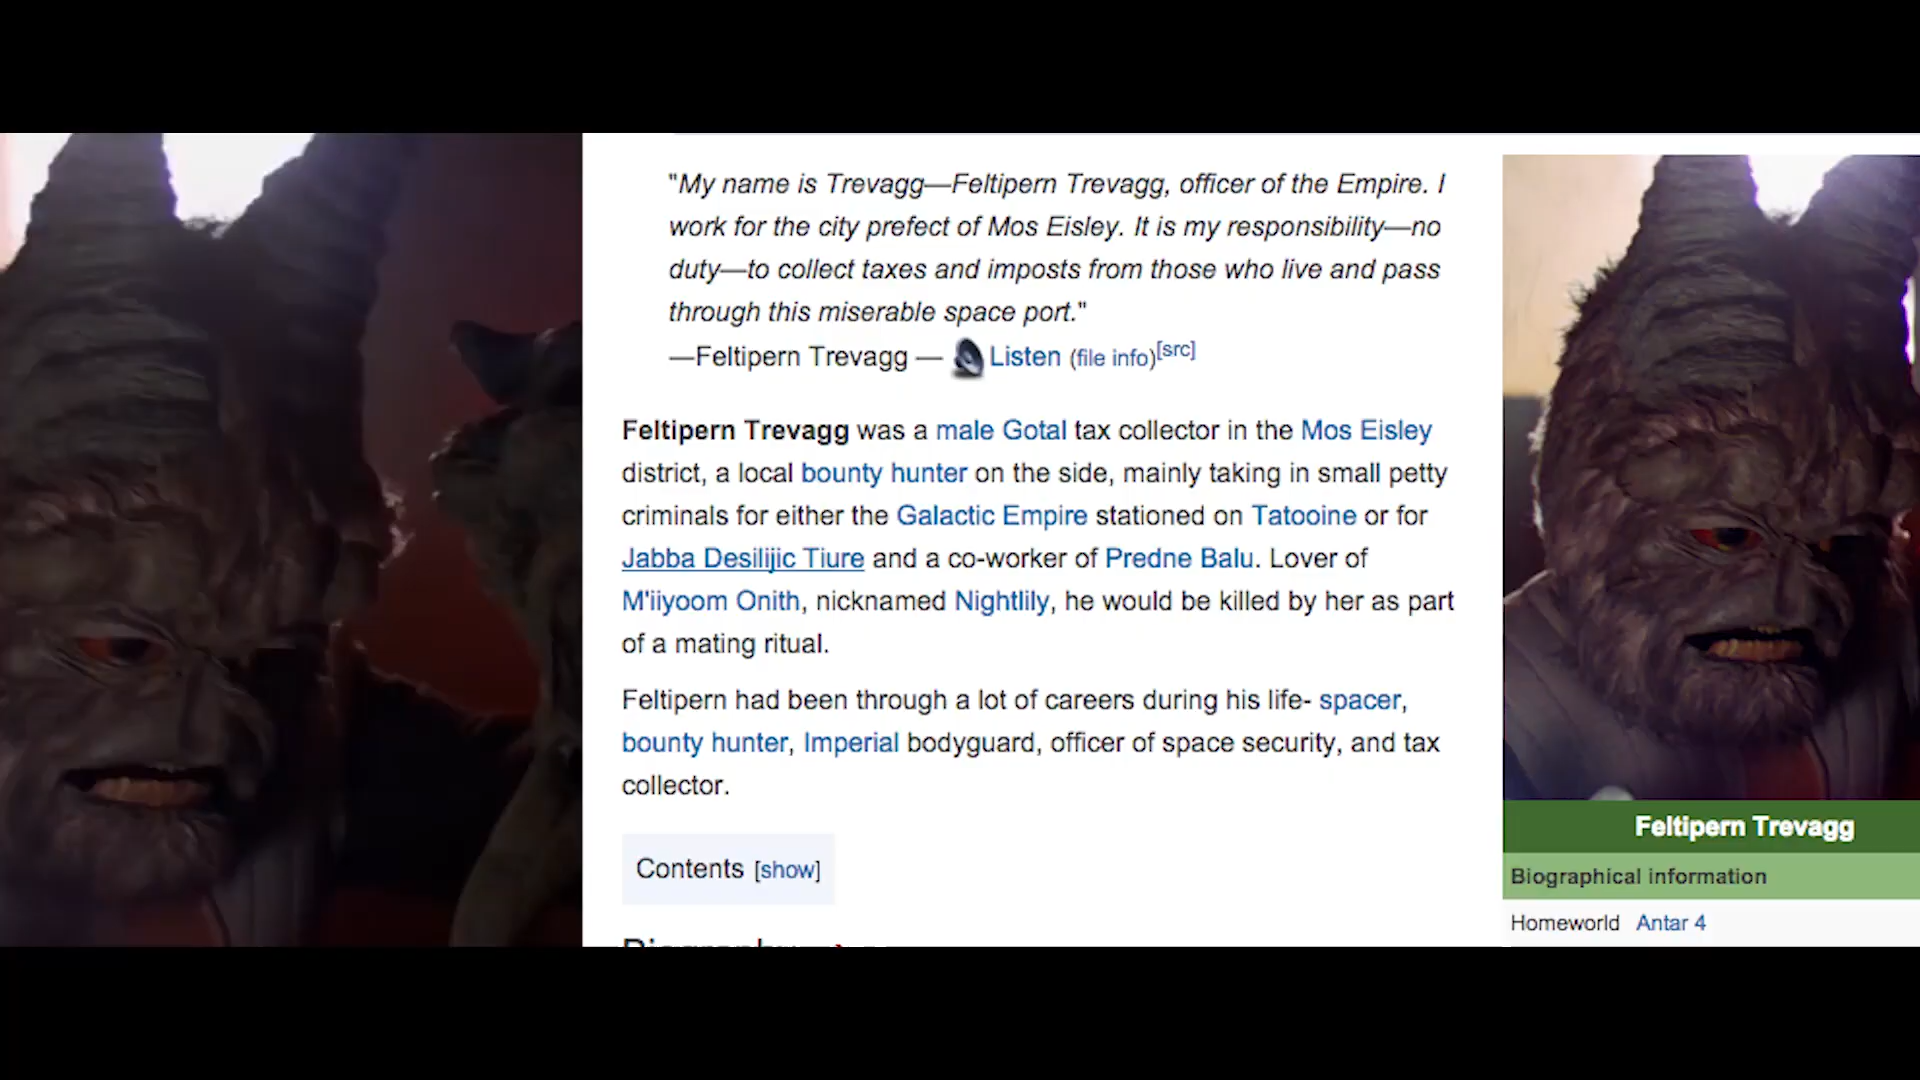 "My name is Trevagg—Feltipern Trevagg, officer of the Empire. I
work for the city prefect of Mos Eisley. It is my responsibility—no
duty—to collect taxes and imposts from those who live and pass
through this miserable space port."
—Feltipern Trevagg — Listen (file info)[src]
Feltipern Trevagg was a male Gotal tax collector in the Mos Eisley
district, a local bounty hunter on the side, mainly taking in small petty
criminals for either the Galactic Empire stationed on Tatooine or for
Jabba Desilijic Tiure and a co-worker of Predne Balu. Lover of
M'iiyoom Onith, nicknamed Nightlily, he would be killed by her as part
of a mating ritual.
Feltipern had been through a lot of careers during his life- spacer,
bounty hunter, Imperial bodyguard, officer of space security, and tax
collector.
Contents [show]
Feltipern Trevagg
Biographical information
Homeworld Antar 4